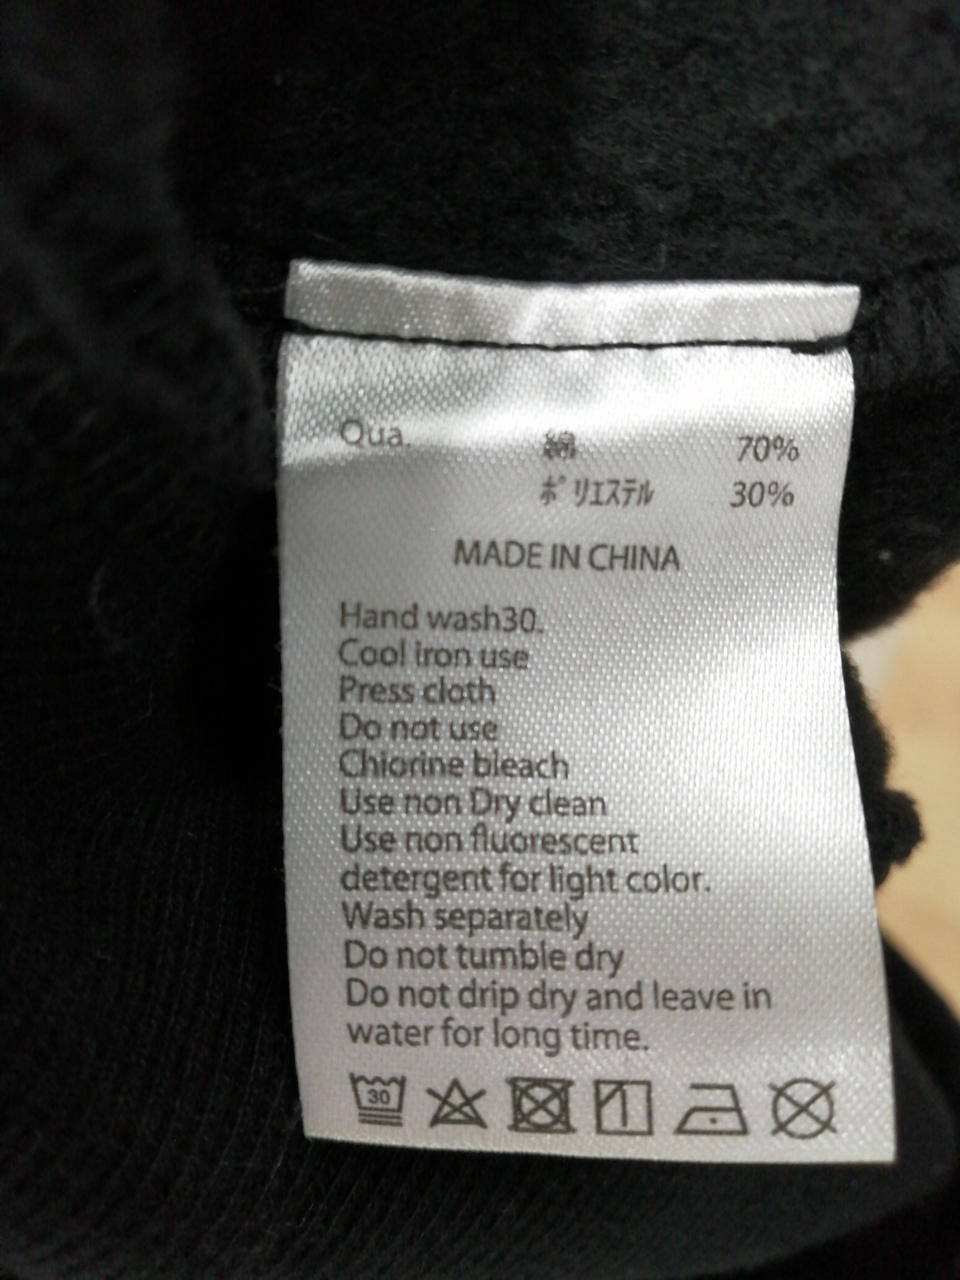 Qua. 綿 70%
ポリエステル 30%
MADE IN CHINA
Hand wash30.
Cool iron use
Press cloth
Do not use
Chiorine bleach
Use non Dry clean
Use non fluorescent
detergent for light color.
Wash separately
Do not tumble dry
Do not drip dry and leave in
water for long time.
30